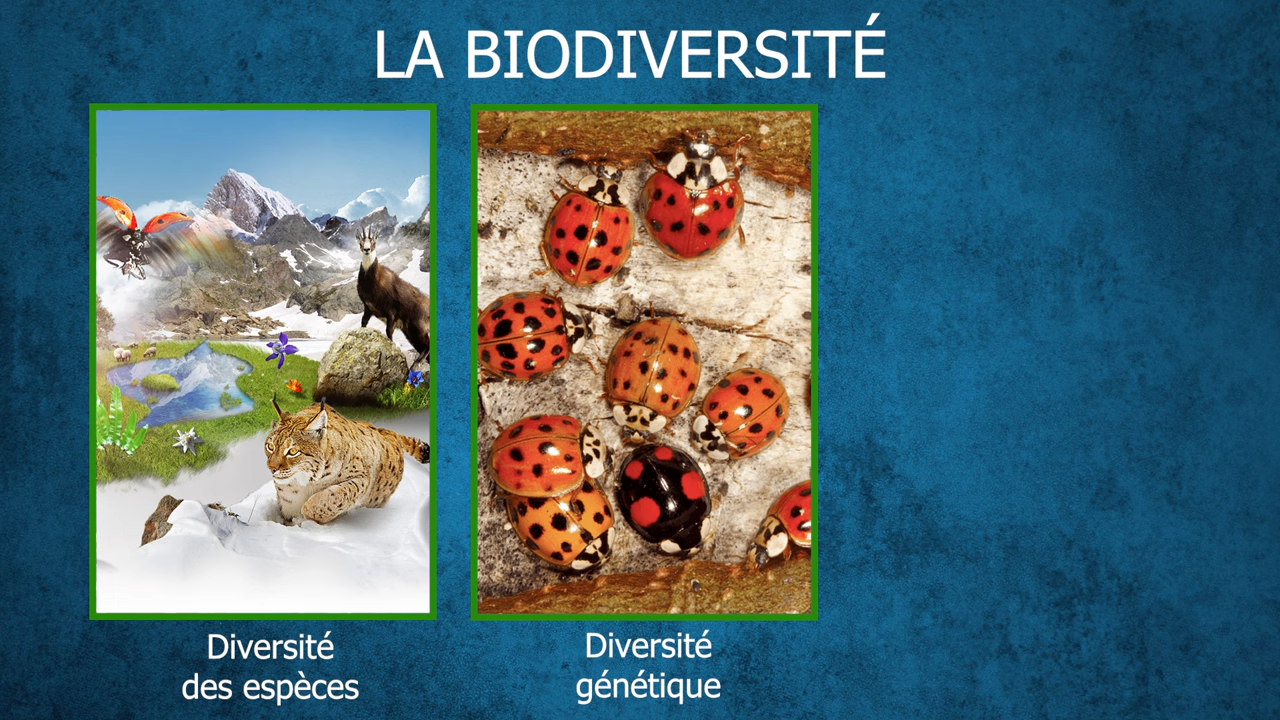 LA BIODIVERSITÉ
Diversité
des espèces
Diversité
génétique